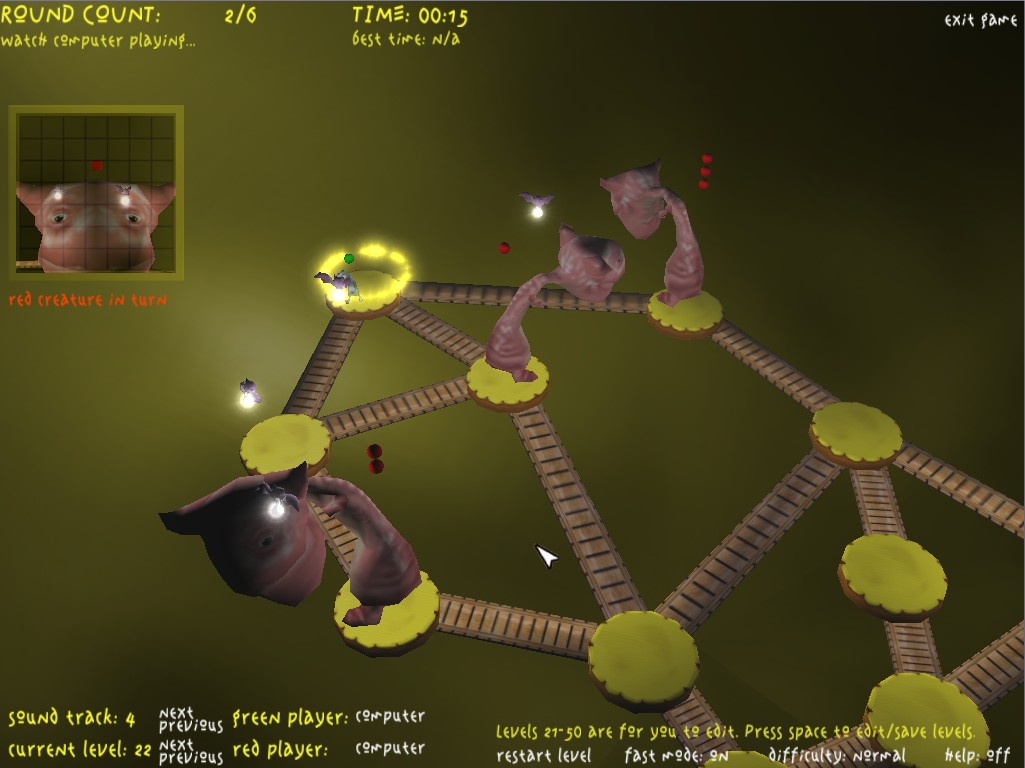 ROUND COUNT: 2/6
TIME: 00:15
exit game
watch computer playing...
best time: N/A
red creature in turn
sound track: 4 NEXT PREVIOUS green player: computer
Levels 21-50 are for you to edit. Press space to edit/save levels.
current level: 22 NEXT PREVIOUS red player: computer
restart level fast mode: ON difficulty: normal Help: off